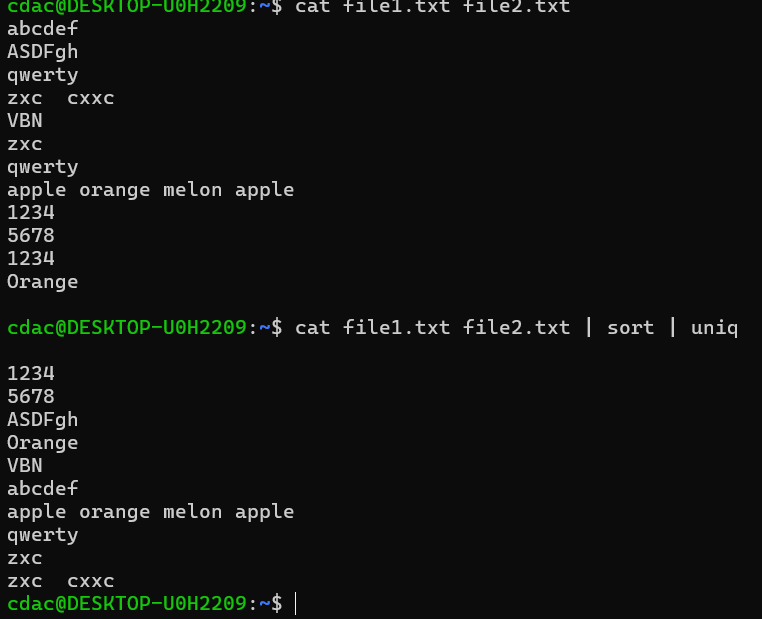 cdac@DESKTOP-U0H2209:~$ cat file1.txt file2.txt
abcdef
ASDFgh
qwerty
zxc  cxxc
VBN
zxc
qwerty
apple orange melon apple
1234
5678
1234
Orange

cdac@DESKTOP-U0H2209:~$ cat file1.txt file2.txt | sort | uniq

1234
5678
ASDFgh
Orange
VBN
abcdef
apple orange melon apple
qwerty
zxc
zxc  cxxc
cdac@DESKTOP-U0H2209:~$